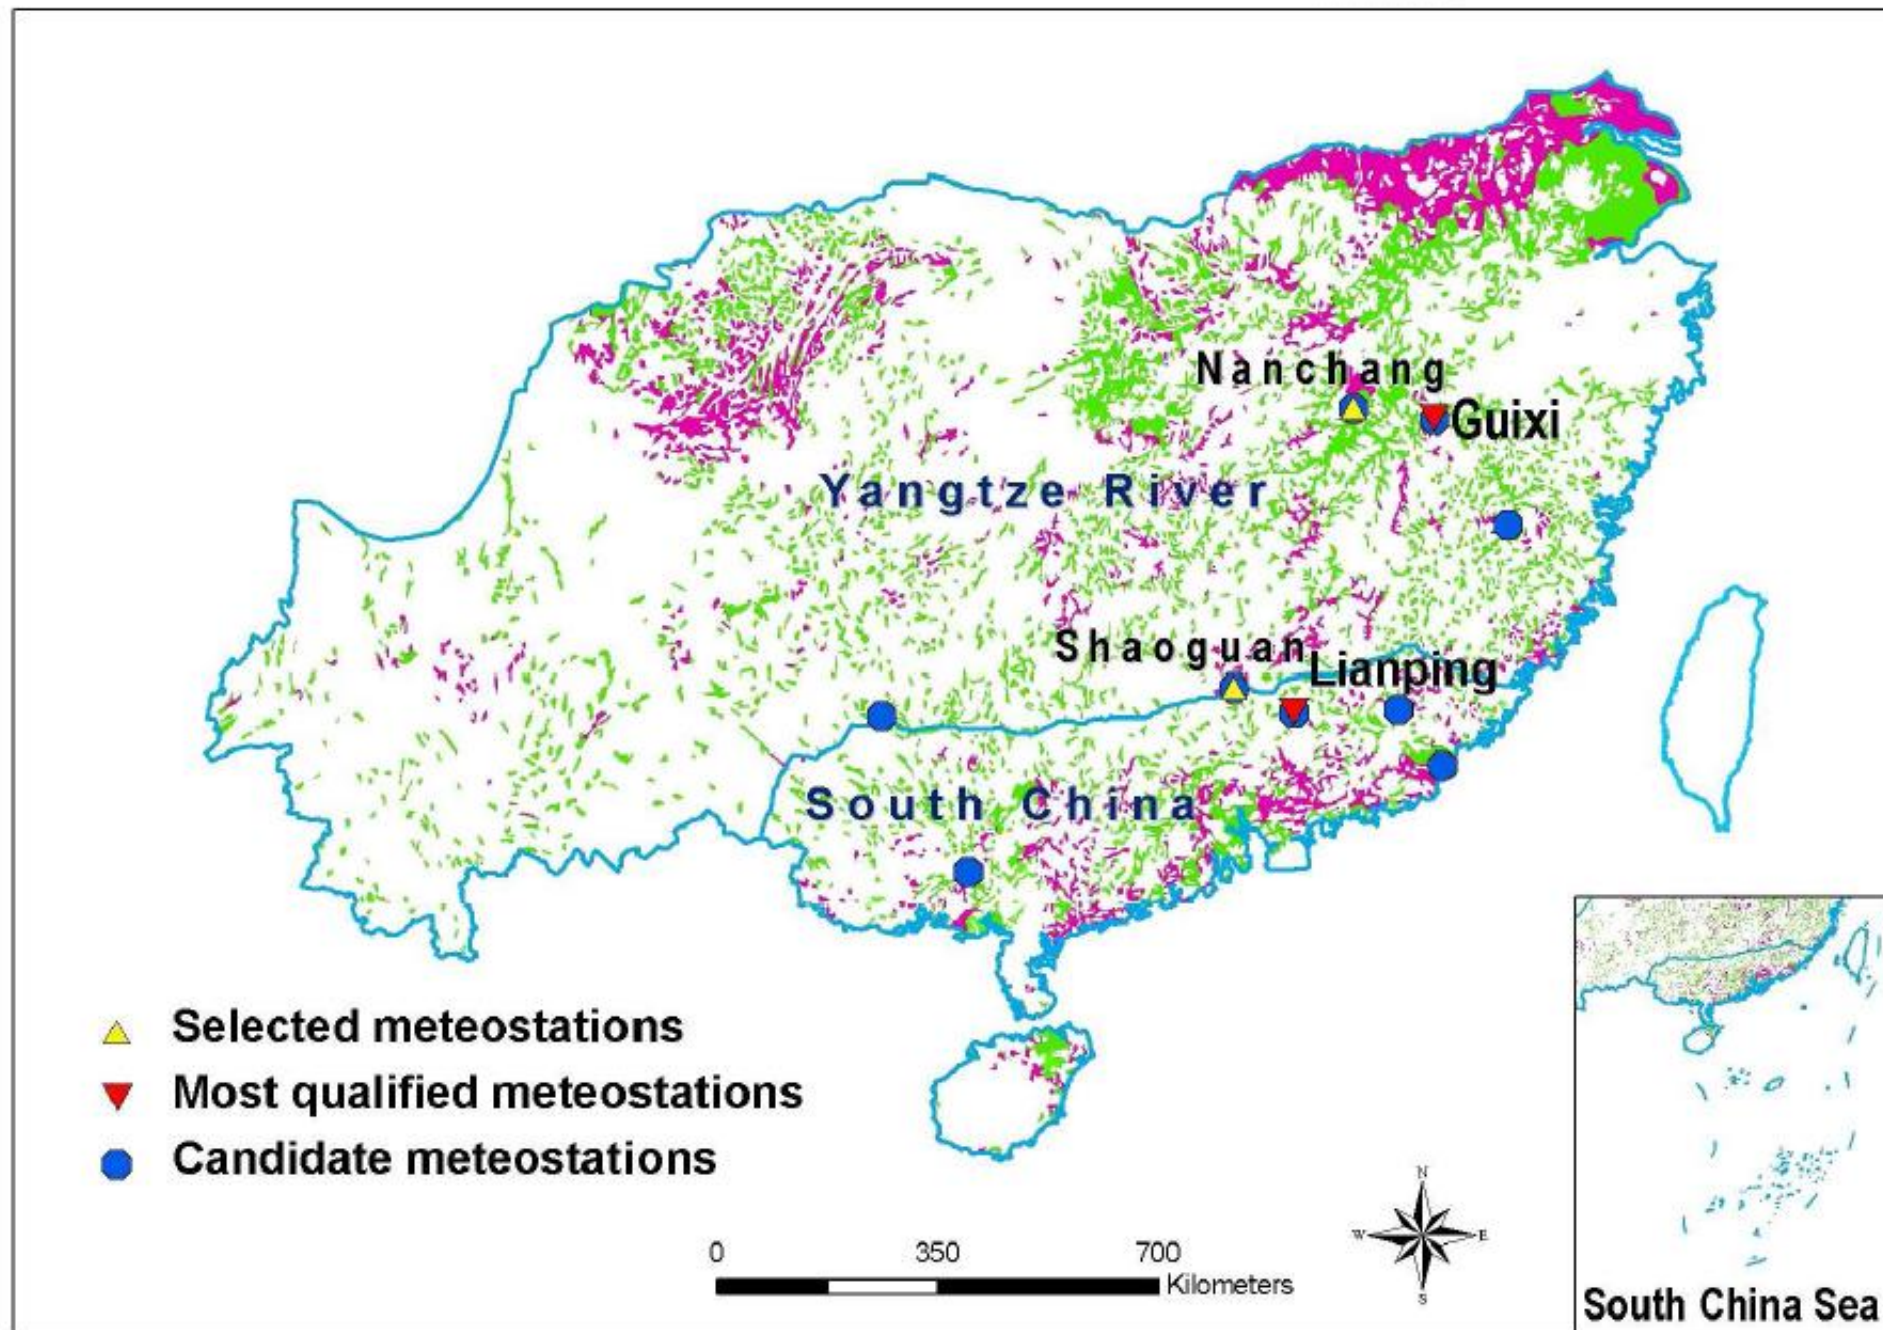 Nanchang
Guixi
Yangtze River
Shaoguan
Lianping
South China
Selected meteostations
Most qualified meteostations
Candidate meteostations
N
W E
S
0 350 700
Kilometers
South China Sea